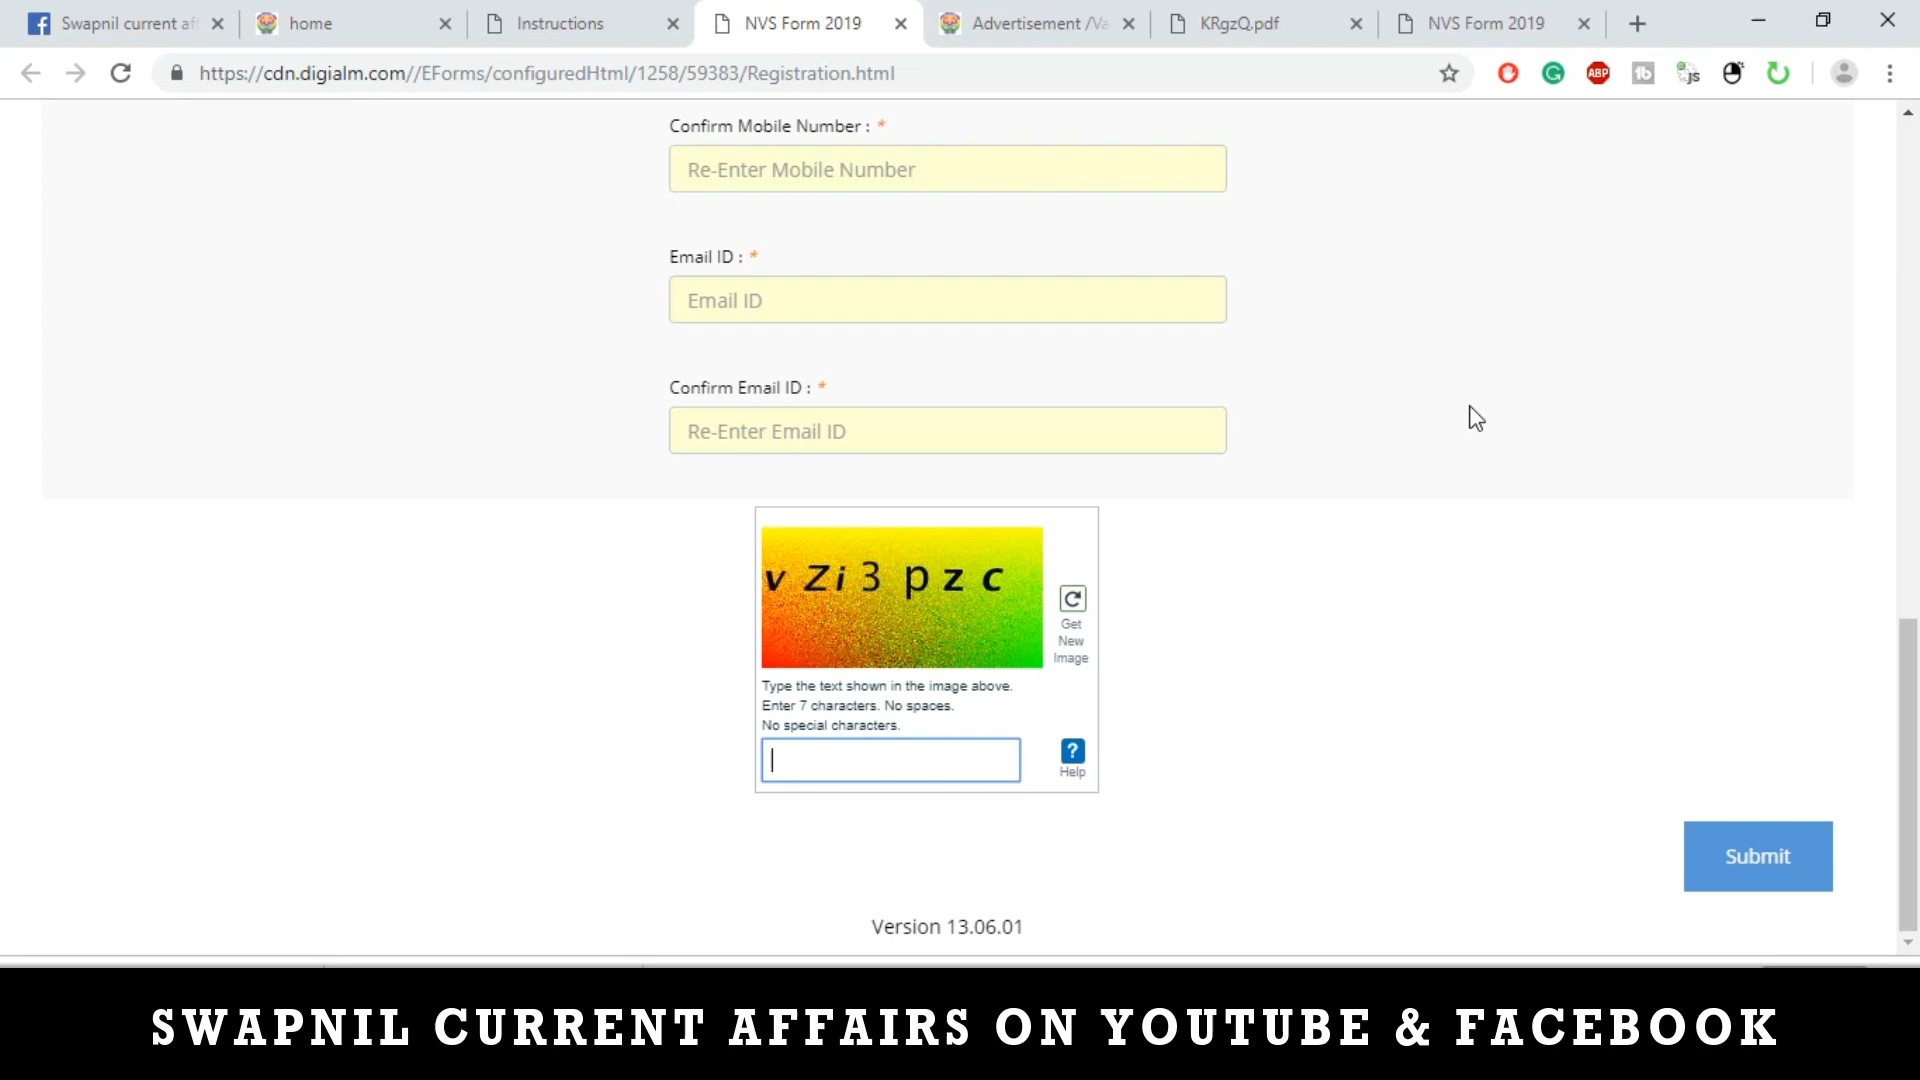 Swapnil current af
home
Instructions
NVS Form 2019
Advertisement /Va
KRgzQ.pdf
NVS Form 2019
https://cdn.digialm.com//EForms/configuredHtml/1258/59383/Registration.html
ABP
Confirm Mobile Number : *
Re-Enter Mobile Number
Email ID : *
Email ID
Confirm Email ID : *
Re-Enter Email ID
v Z i 3 p z c
Get
New
Image
Type the text shown in the image above.
Enter 7 characters. No spaces.
No special characters.
?
Help
Submit
Version 13.06.01
SWAPNIL CURRENT AFFAIRS ON YOUTUBE & FACEBOOK